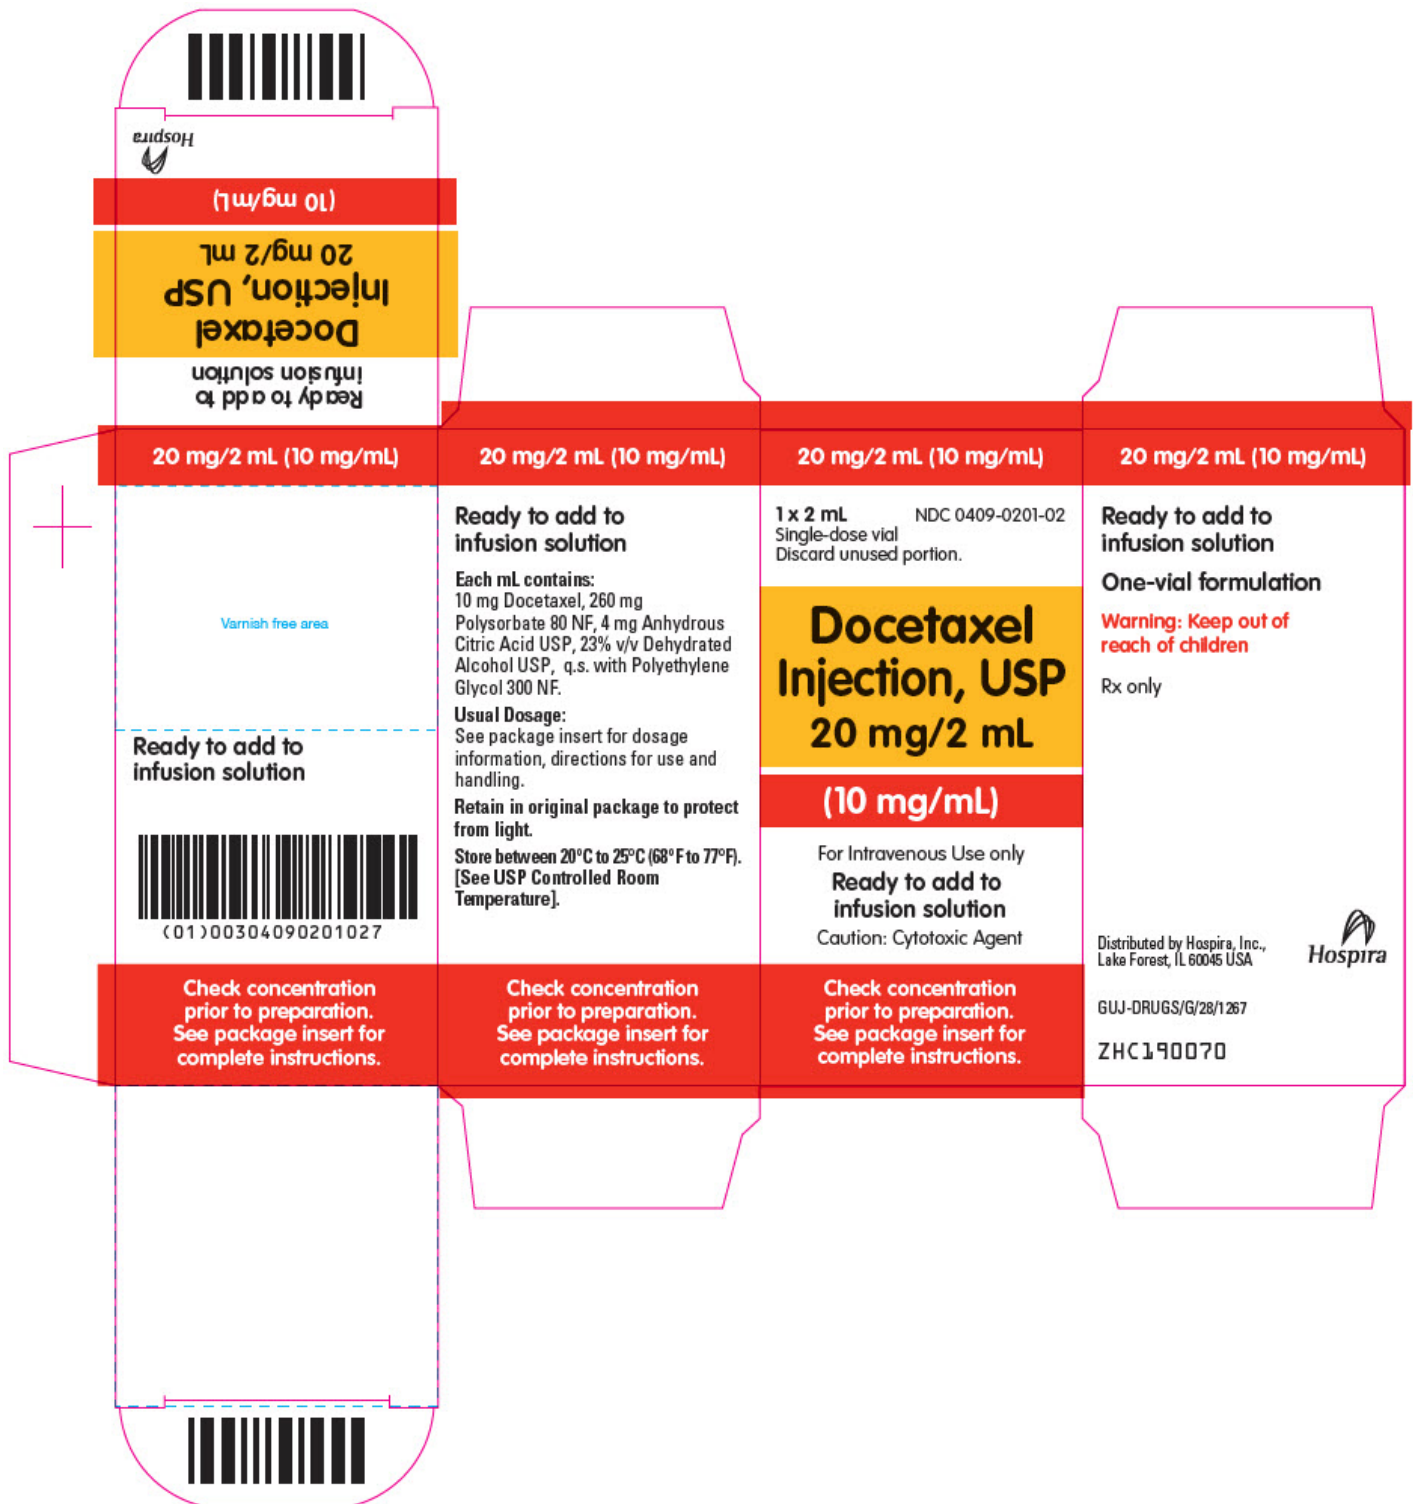 Hospira
(10 mg/mL)
20 mg/2 mL
Injection, USP
Docetaxel
infusion solution
Ready to add to
20 mg/2 mL (10 mg/mL)
Varnish free area
Ready to add to
infusion solution
(01)00304090201027
Check concentration
prior to preparation.
See package insert for
complete instructions.
20 mg/2 mL (10 mg/mL)
Ready to add to
infusion solution
Each mL contains:
10 mg Docetaxel, 260 mg
Polysorbate 80 NF, 4 mg Anhydrous
Citric Acid USP, 23% v/v Dehydrated
Alcohol USP, q.s. with Polyethylene
Glycol 300 NF.
Usual Dosage:
See package insert for dosage
information, directions for use and
handling.
Retain in original package to protect
from light.
Store between 20°C to 25°C (68°F to 77°F).
[See USP Controlled Room
Temperature].
Check concentration
prior to preparation.
See package insert for
complete instructions.
20 mg/2 mL (10 mg/mL)
1 x 2 mL NDC 0409-0201-02
Single-dose vial
Discard unused portion.
Docetaxel
Injection, USP
20 mg/2 mL
(10 mg/mL)
For Intravenous Use only
Ready to add to
infusion solution
Caution: Cytotoxic Agent
Check concentration
prior to preparation.
See package insert for
complete instructions.
20 mg/2 mL (10 mg/mL)
Ready to add to
infusion solution
One-vial formulation
Warning: Keep out of
reach of children
Rx only
Distributed by Hospira, Inc.,
Lake Forest, IL 60045 USA
Hospira
GUJ-DRUGS/G/28/1267
ZHC190070